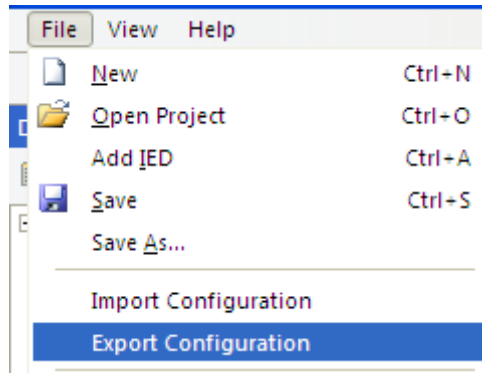 File View Help
New Ctrl+N
Open Project Ctrl+O
Add IED Ctrl+A
Save Ctrl+S
Save As...
Import Configuration
Export Configuration